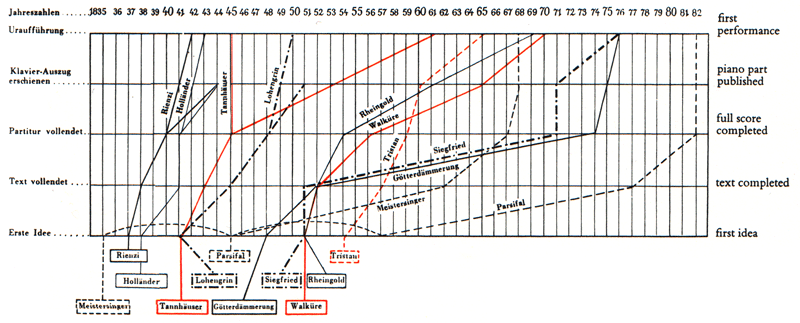 Jahreszahlen 1835 36 37 38 39 40 41 42 43 44 45 46 47 48 49 50 51 52 53 54 55 56 57 58 59 60 61 62 63 64 65 66 67 68 69 70 71 72 73 74 75 76 77 78 79 80 81 82
Uraufführung first performance
Klavier-Auszug erschienen piano part published
Partitur vollendet full score completed
Text vollendet text completed
Erste Idee first idea
Rienzi
Holländer
Tannhäuser
Lohengrin
Rheingold
Walküre
Tristan
Siegfried
Götterdämmerung
Meistersinger
Parsifal
Rienzi Parsifal Tristan
Holländer Lohengrin Siegfried Rheingold
Meistersinger Tannhäuser Götterdämmerung Walküre